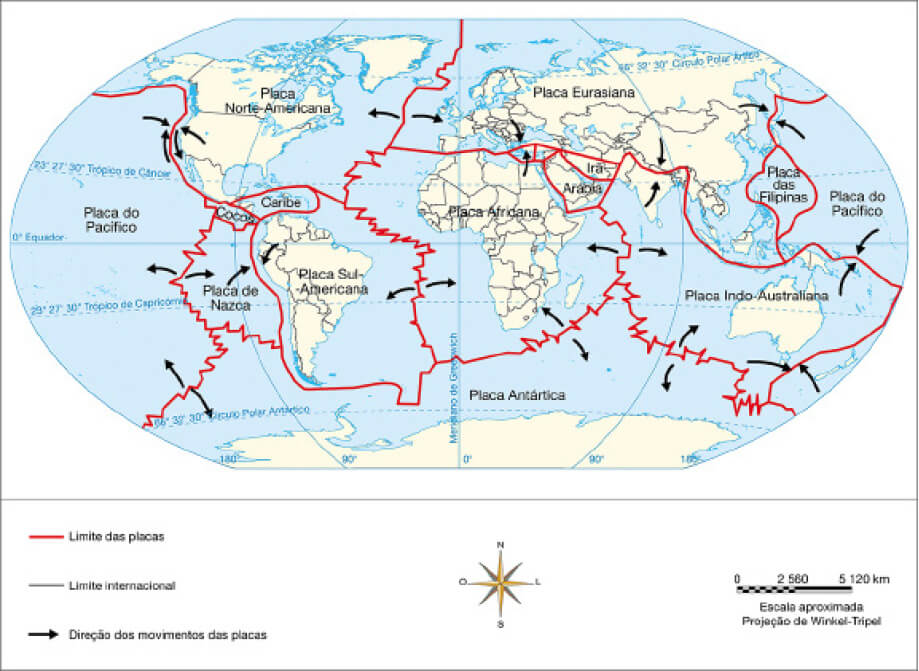 66° 32' 30" Círculo Polar Ártico
Placa
Norte-Americana
Placa Eurasiana
23° 27' 30" Trópico de Câncer
Irã
Arábia
Placa
das
Filipinas
Caribe
Cocos
Placa Africana
Placa do
Pacífico
Placa do
Pacífico
0° Equador
Placa de
Nazca
Placa Sul-
-Americana
Placa Indo-Australiana
29° 27' 30" Trópico de Capricórnio
Meridiano de Greenwich
Placa Antártica
66° 32' 30" Círculo Polar Antártico
180°
90°
0°
90°
185°
Limite das placas
Limite internacional
Direção dos movimentos das placas
N
O
L
S
0 2 560 5 120 km
Escala aproximada
Projeção de Winkel-Tripel